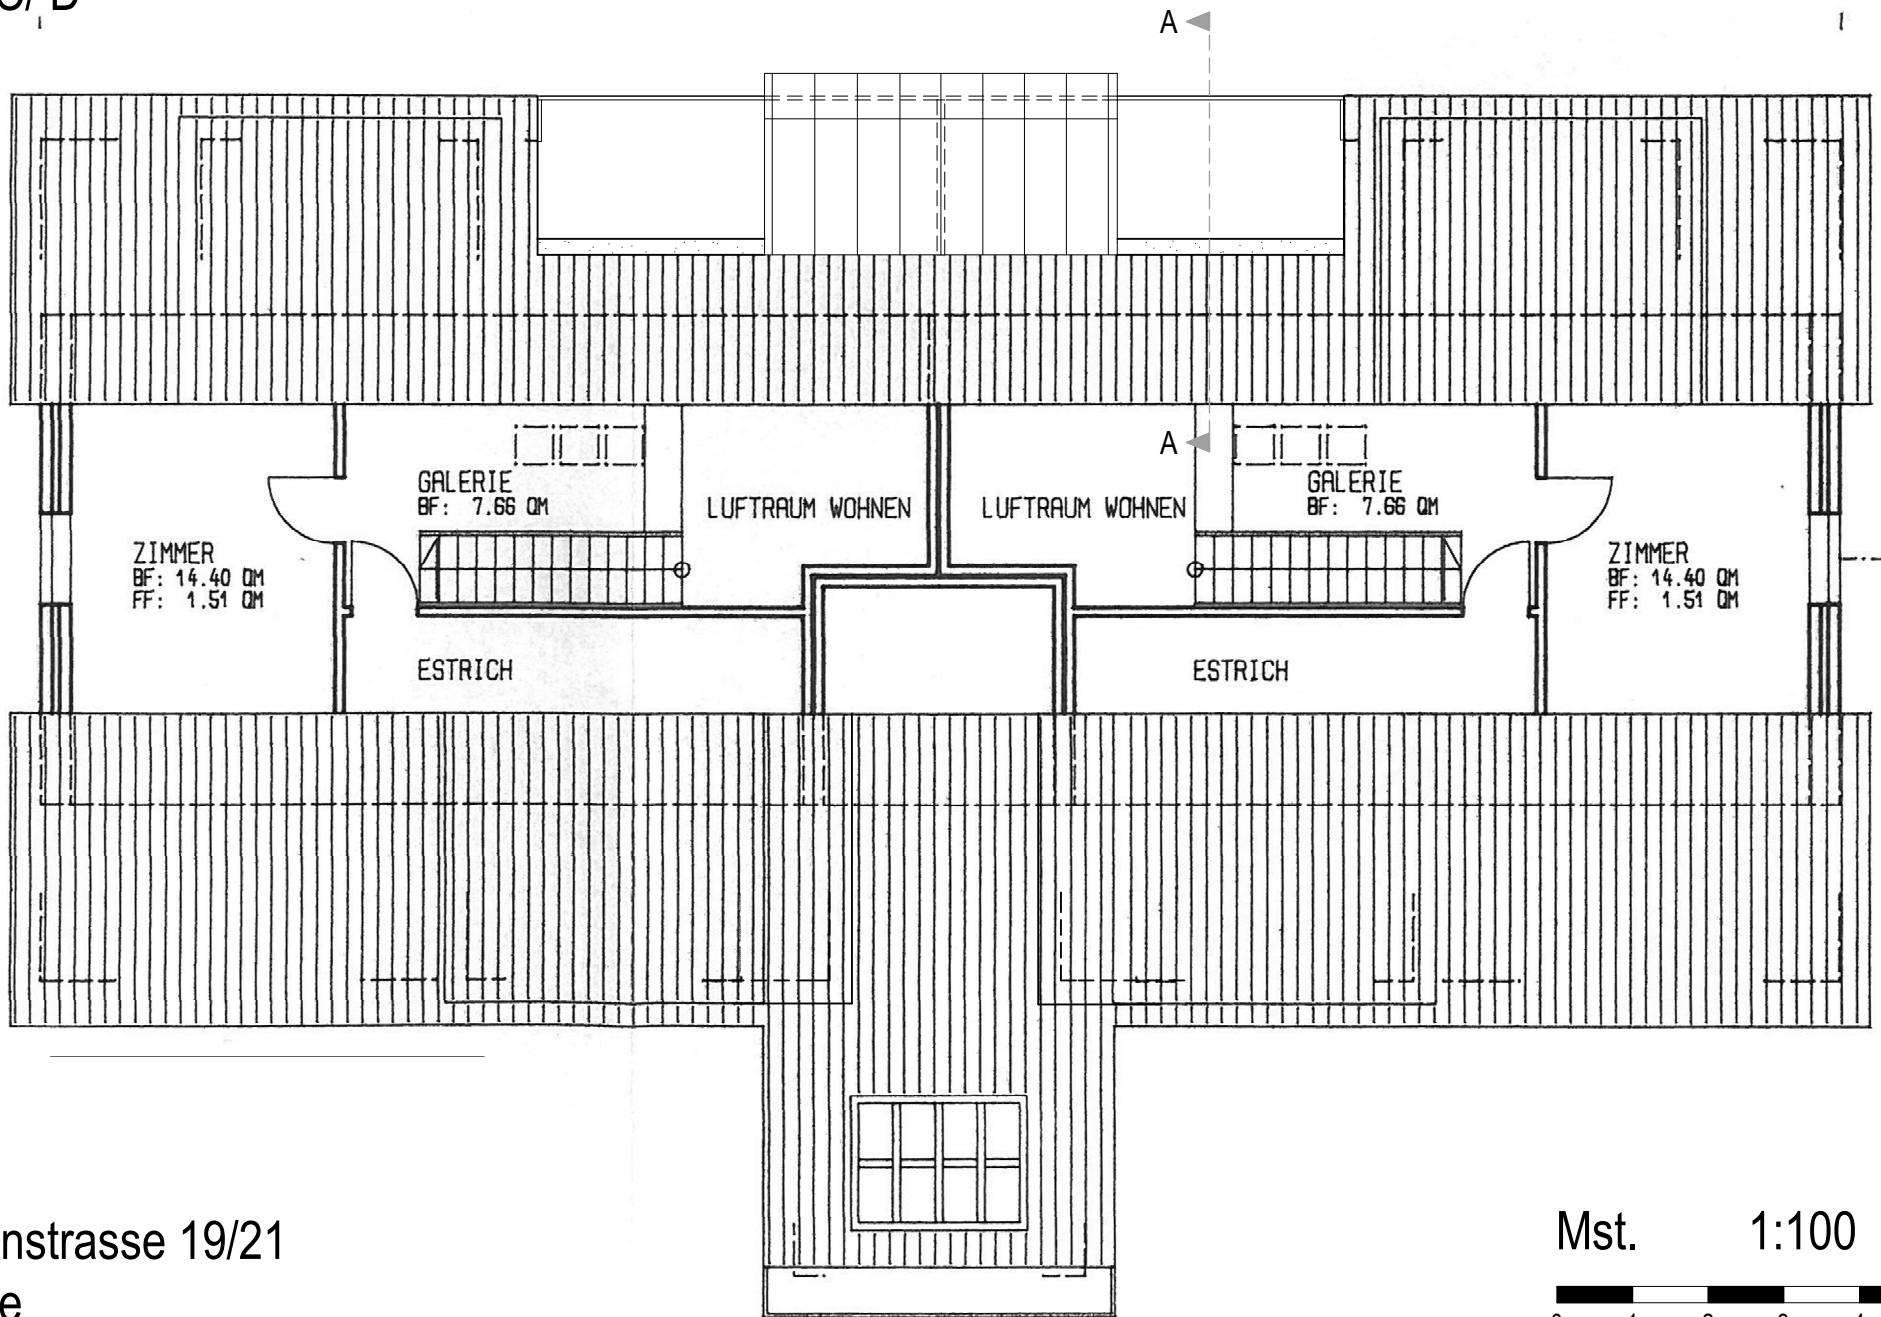 A
A
GALERIE
BF: 7.66 QM
LUFTRAUM WOHNEN
LUFTRAUM WOHNEN
GALERIE
BF: 7.66 QM
ZIMMER
BF: 14.40 QM
FF: 1.51 QM
ZIMMER
BF: 14.40 QM
FF: 1.51 QM
ESTRICH
ESTRICH
nstrasse 19/21
Mst. 1:100